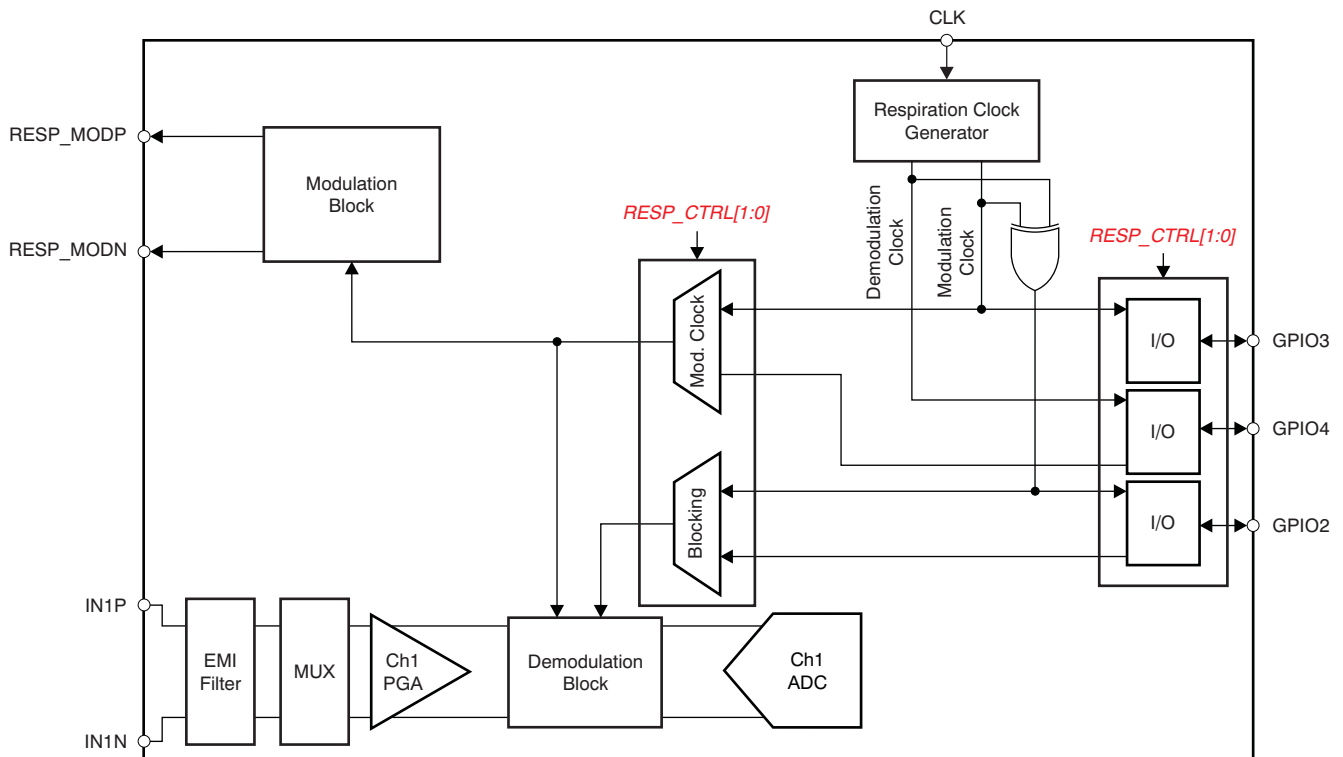 CLK
Respiration Clock
Generator
RESP_MODP
Modulation
Block
RESP_MODN
RESP_CTRL[1:0]
Demodulation
Clock
Modulation
Clock
RESP_CTRL[1:0]
Mod. Clock
I/O
GPIO3
I/O
GPIO4
Blocking
I/O
GPIO2
IN1P
EMI
Filter
MUX
Ch1
PGA
Demodulation
Block
Ch1
ADC
IN1N